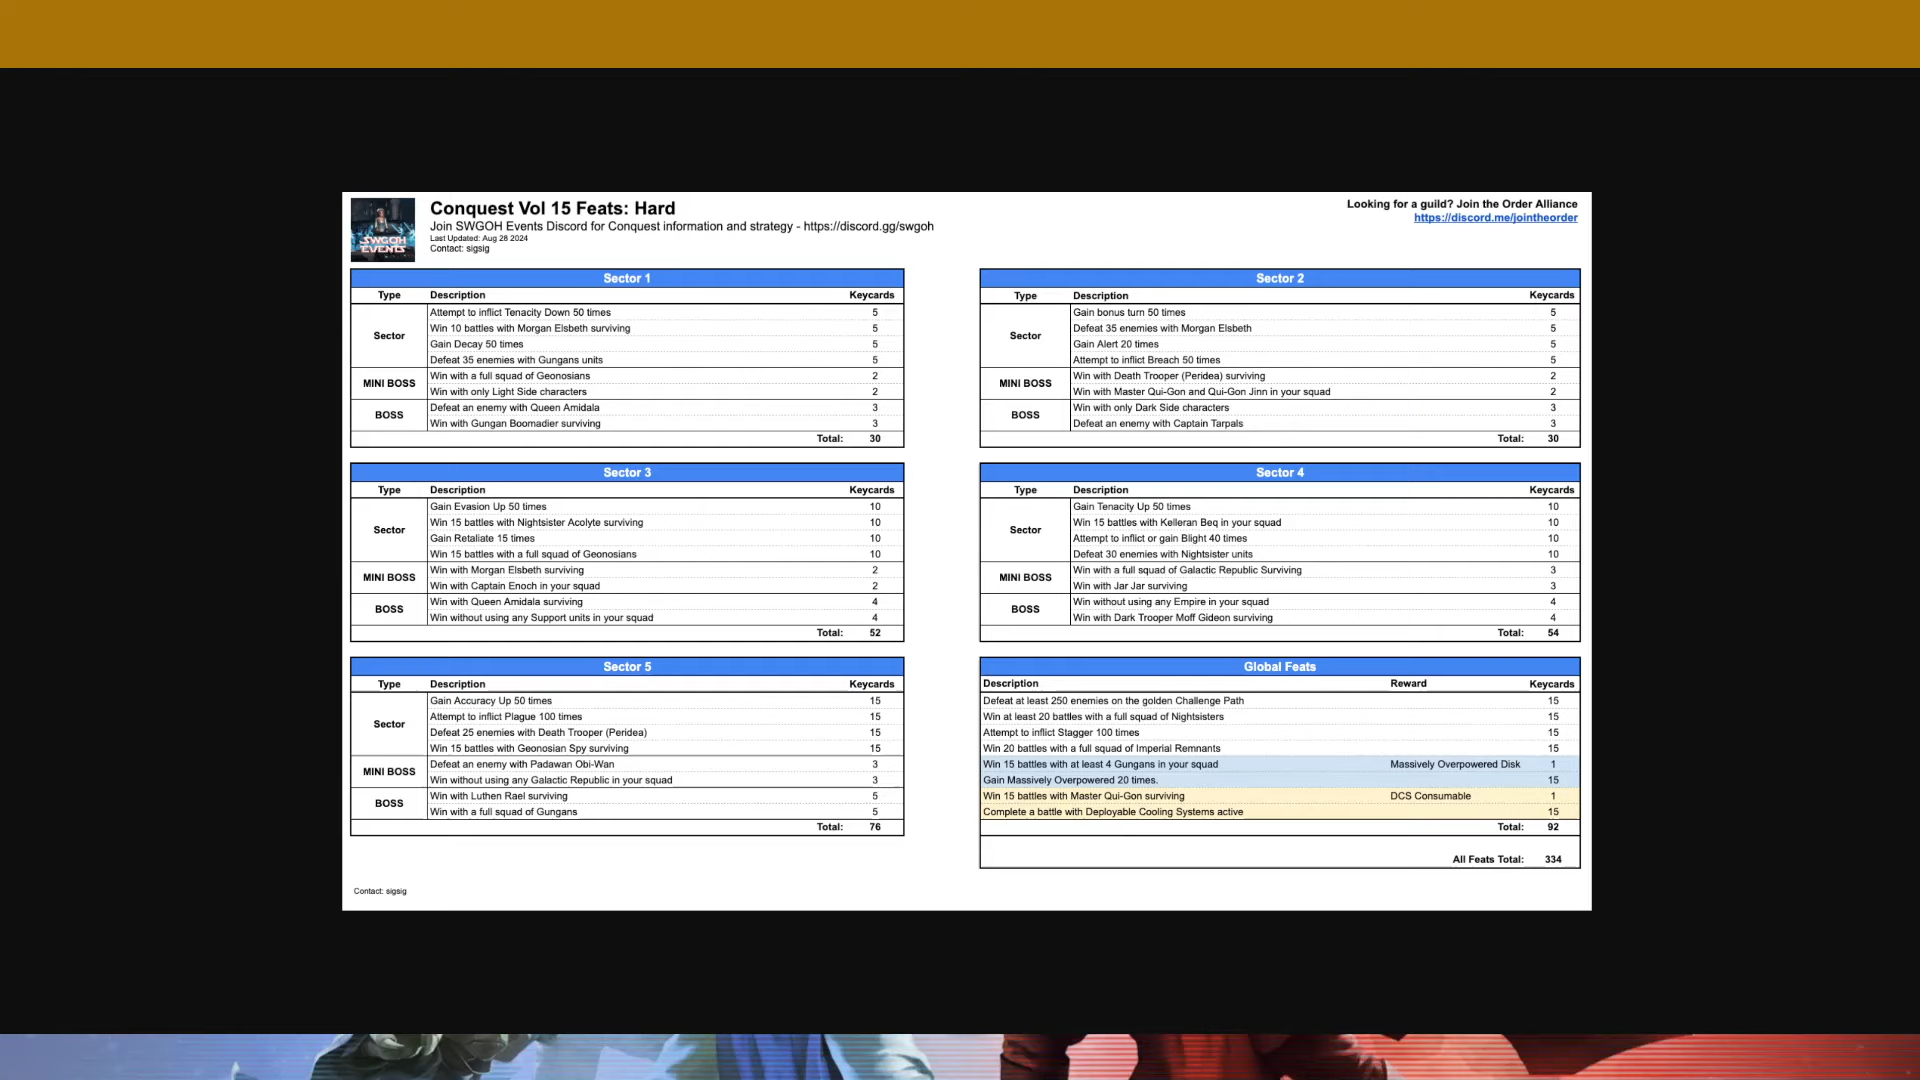 SWGOH
EVENTS
Conquest Vol 15 Feats: Hard
Join SWGOH Events Discord for Conquest information and strategy - https://discord.gg/swgoh
Last Updated: Aug 28 2024
Contact: sigsig
Looking for a guild? Join the Order Alliance
https://discord.me/jointheorder
Sector 1
Type Description Keycards
Sector
Attempt to inflict Tenacity Down 50 times 5
Win 10 battles with Morgan Elsbeth surviving 5
Gain Decay 50 times 5
Defeat 35 enemies with Gungans units 5
MINI BOSS
Win with a full squad of Geonosians 2
Win with only Light Side characters 2
BOSS
Defeat an enemy with Queen Amidala 3
Win with Gungan Boomadier surviving 3
Total: 30
Sector 2
Type Description Keycards
Sector
Gain bonus turn 50 times 5
Defeat 35 enemies with Morgan Elsbeth 5
Gain Alert 20 times 5
Attempt to inflict Breach 50 times 5
MINI BOSS
Win with Death Trooper (Peridea) surviving 2
Win with Master Qui-Gon and Qui-Gon Jinn in your squad 2
BOSS
Win with only Dark Side characters 3
Defeat an enemy with Captain Tarpals 3
Total: 30
Sector 3
Type Description Keycards
Sector
Gain Evasion Up 50 times 10
Win 15 battles with Nightsister Acolyte surviving 10
Gain Retaliate 15 times 10
Win 15 battles with a full squad of Geonosians 10
MINI BOSS
Win with Morgan Elsbeth surviving 2
Win with Captain Enoch in your squad 2
BOSS
Win with Queen Amidala surviving 4
Win without using any Support units in your squad 4
Total: 52
Sector 4
Type Description Keycards
Sector
Gain Tenacity Up 50 times 10
Win 15 battles with Kelleran Beq in your squad 10
Attempt to inflict or gain Blight 40 times 10
Defeat 30 enemies with Nightsister units 10
MINI BOSS
Win with a full squad of Galactic Republic Surviving 3
Win with Jar Jar surviving 3
BOSS
Win without using any Empire in your squad 4
Win with Dark Trooper Moff Gideon surviving 4
Total: 54
Sector 5
Type Description Keycards
Sector
Gain Accuracy Up 50 times 15
Attempt to inflict Plague 100 times 15
Defeat 25 enemies with Death Trooper (Peridea) 15
Win 15 battles with Geonosian Spy surviving 15
MINI BOSS
Defeat an enemy with Padawan Obi-Wan 3
Win without using any Galactic Republic in your squad 3
BOSS
Win with Luthen Rael surviving 5
Win with a full squad of Gungans 5
Total: 76
Global Feats
Description Reward Keycards
Defeat at least 250 enemies on the golden Challenge Path 15
Win at least 20 battles with a full squad of Nightsisters 15
Attempt to inflict Stagger 100 times 15
Win 20 battles with a full squad of Imperial Remnants 15
Win 15 battles with at least 4 Gungans in your squad Massively Overpowered Disk 1
Gain Massively Overpowered 20 times. 15
Win 15 battles with Master Qui-Gon surviving DCS Consumable 1
Complete a battle with Deployable Cooling Systems active 15
Total: 92
All Feats Total: 334
Contact: sigsig